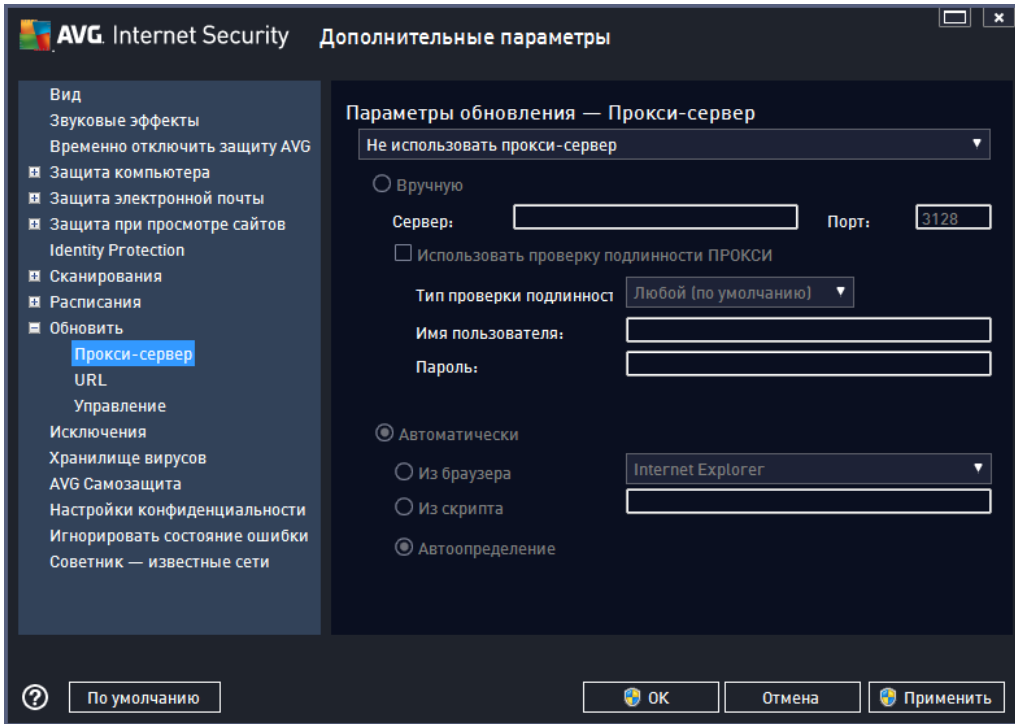 AVG. Internet Security
Дополнительные параметры
Вид
Звуковые эффекты
Временно отключить защиту AVG
Защита компьютера
Защита электронной почты
Защита при просмотре сайтов
Identity Protection
Сканирования
Расписания
Обновить
Прокси-сервер
URL
Управление
Исключения
Хранилище вирусов
AVG Самозащита
Настройки конфиденциальности
Игнорировать состояние ошибки
Советник — известные сети
Параметры обновления — Прокси-сервер
Не использовать прокси-сервер
Вручную
Сервер:
Порт: 3128
Использовать проверку подлинности ПРОКСИ
Тип проверки подлинност Любой (по умолчанию)
Имя пользователя:
Пароль:
Автоматически
Из браузера Internet Explorer
Из скрипта
Автоопределение
? По умолчанию OK Отмена Применить